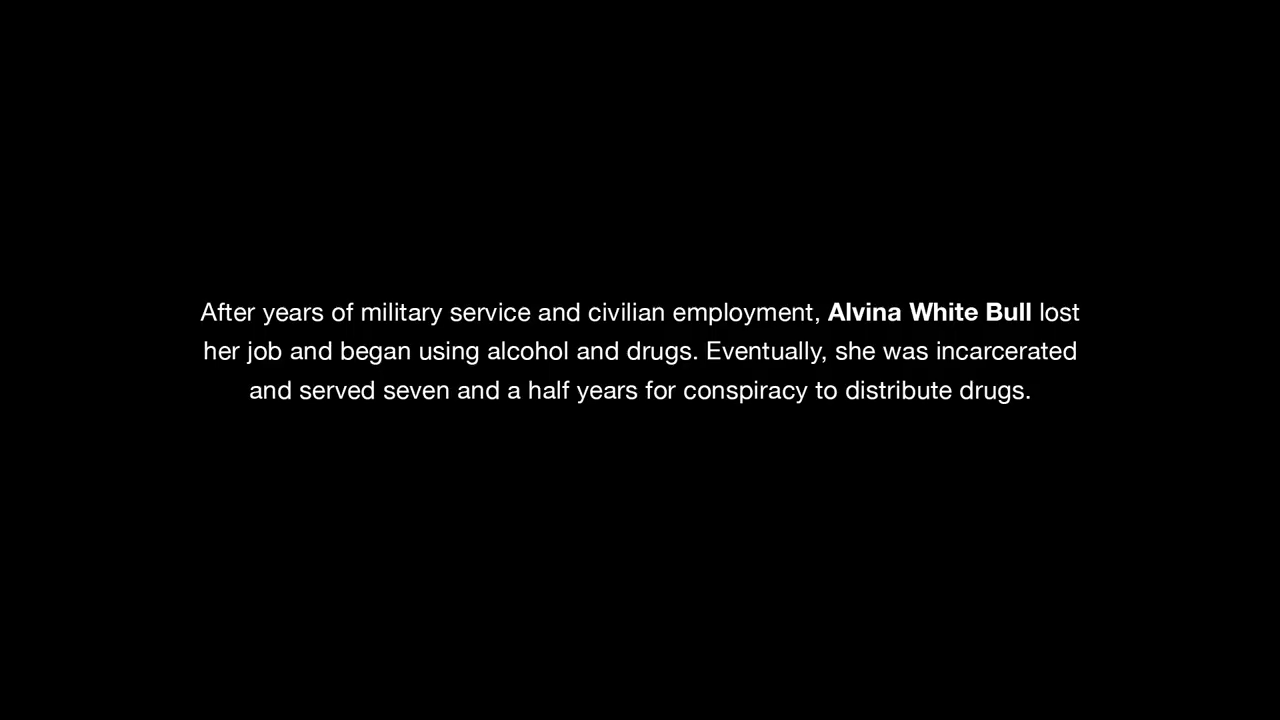 After years of military service and civilian employment, Alvina White Bull lost
her job and began using alcohol and drugs. Eventually, she was incarcerated
and served seven and a half years for conspiracy to distribute drugs.